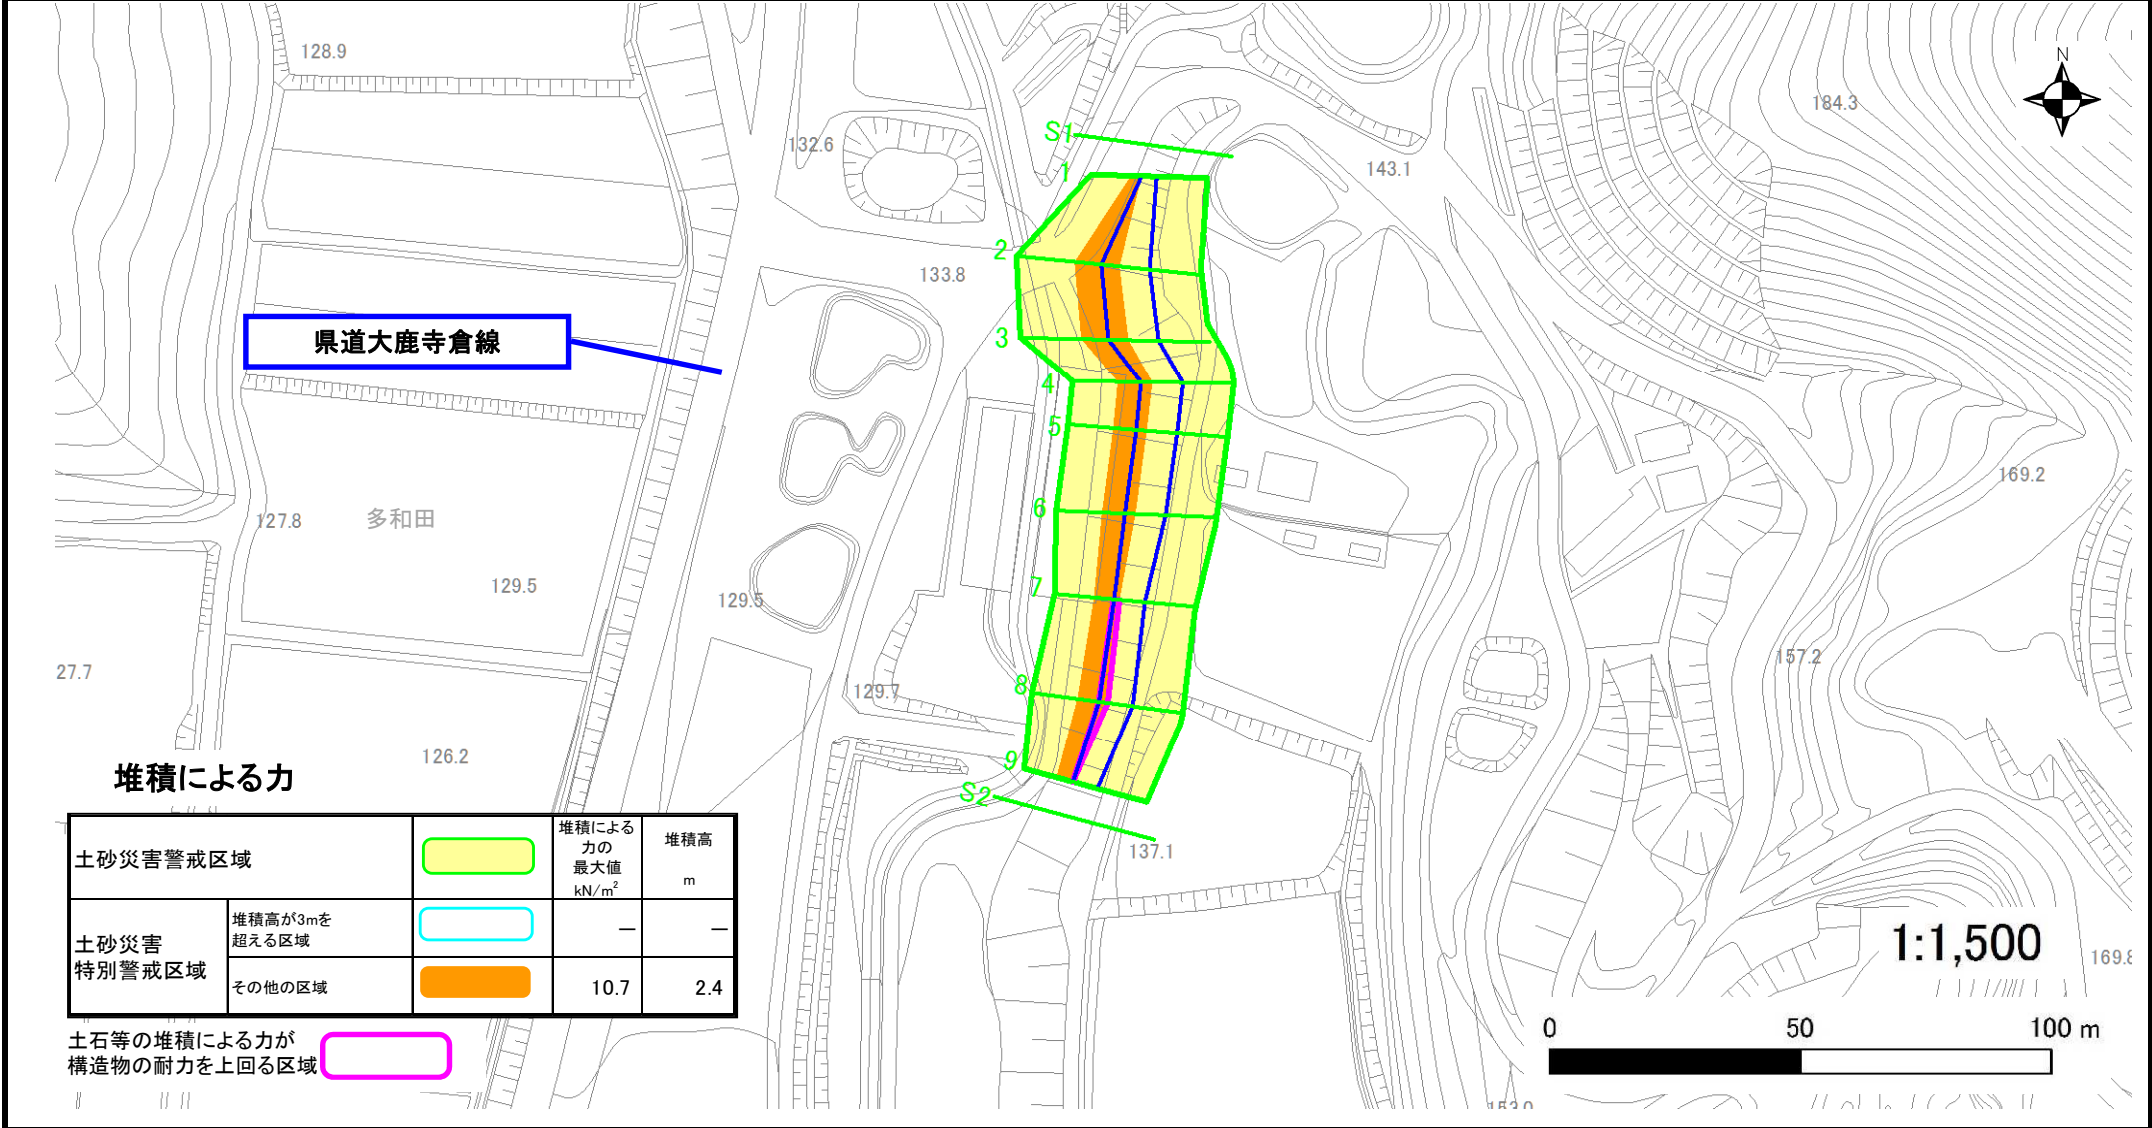 128.9
N
184.3
132.6
S1
143.1
1
2
133.8
県道大鹿寺倉線
3
4
5
169.2
6
127.8
多和田
129.5
129.5
7
157.2
27.7
8
129.7
126.2
9
S2
137.1
堆積による力
土砂災害警戒区域
堆積による
力の
最大値
kN/m²
堆積高
m
土砂災害
特別警戒区域
堆積高が3mを
超える区域
—
—
その他の区域
10.7
2.4
土石等の堆積による力が
構造物の耐力を上回る区域
1:1,500
169.8
0 50 100 m
153.0